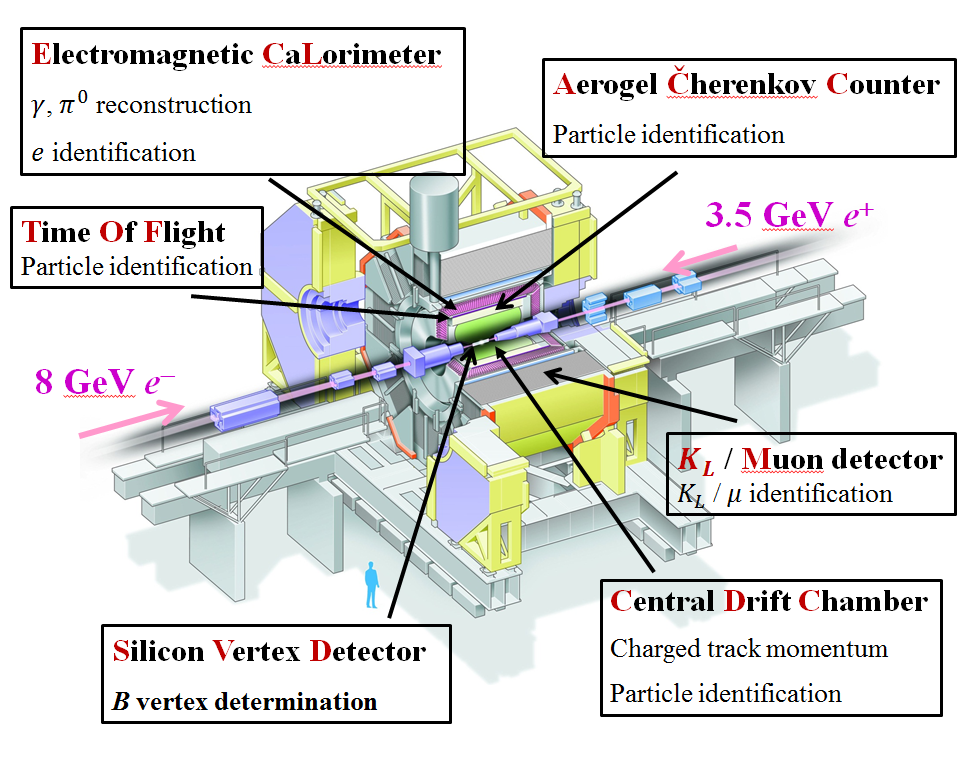 Electromagnetic CaLorimeter
γ, π⁰ reconstruction
e identification
Aerogel Čherenkov Counter
Particle identification
Time Of Flight
Particle identification
3.5 GeV e⁺
8 GeV e⁻
K_L / Muon detector
K_L / μ identification
Central Drift Chamber
Charged track momentum
Particle identification
Silicon Vertex Detector
B vertex determination